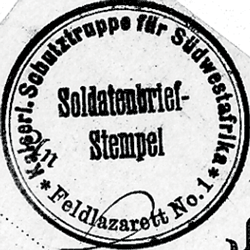 Kaiserl. Schutztruppe für Südwestafrika
Soldatenbrief-
Stempel
* Feldlazarett No. 1 *